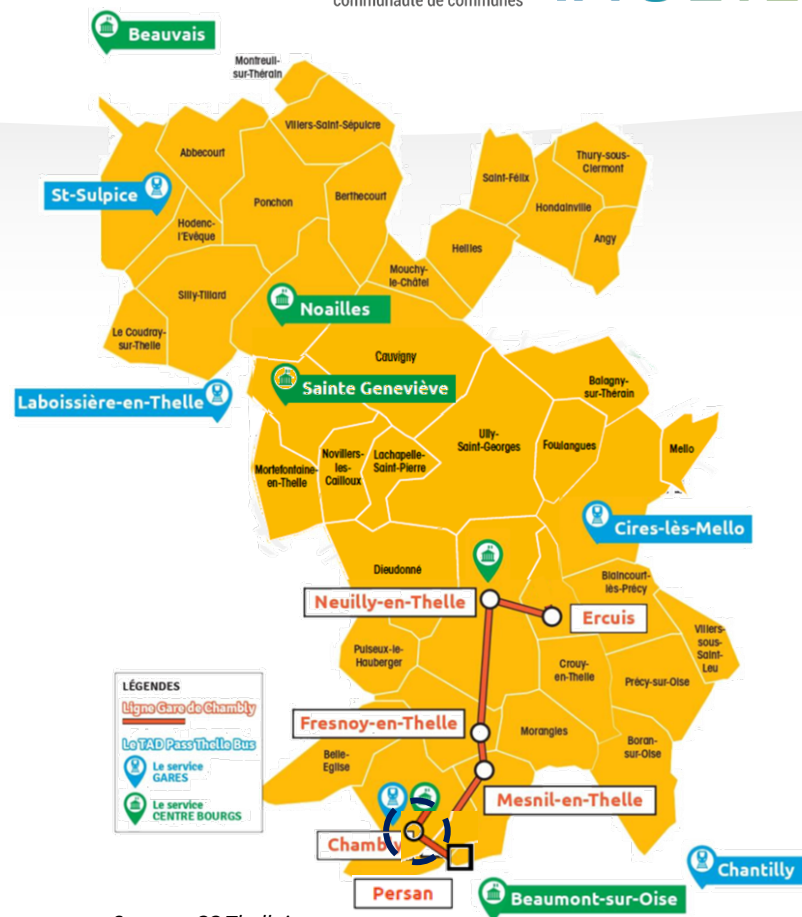 communauté de communes
Beauvais
Montreuil-
sur-Thérain
Villers-Saint-Sépulcre
Abbecourt
Thury-sous-
Clermont
Saint-Félix
St-Sulpice
Ponchon
Berthecourt
Hondainville
Hodenc-
l'Evêque
Angy
Heilles
Mouchy-
le-Châtel
Silly-Tillard
Noailles
Le Coudray-
sur-Thelle
Cauvigny
Sainte Geneviève
Balagny-
sur-Thérain
Laboissière-en-Thelle
Ully-
Saint-Georges
Foulangues
Mello
Mortefontaine-
en-Thelle
Novillers-
les-
Cailloux
Lachapelle-
Saint-Pierre
Cires-lès-Mello
Dieudonné
Blaincourt-
lès-Précy
Neuilly-en-Thelle
Ercuis
Villers-
sous-
Saint-
Leu
Puiseux-le-
Hauberger
Crouy-
en-Thelle
Précy-sur-Oise
LÉGENDES
Ligne Gare de Chambly
Le TAD Pass Thelle Bus
Le service
GARES
Le service
CENTRE BOURGS
Fresnoy-en-Thelle
Morangles
Boran-
sur-Oise
Belle-
Eglise
Mesnil-en-Thelle
Chambly
Chantilly
Persan
Beaumont-sur-Oise